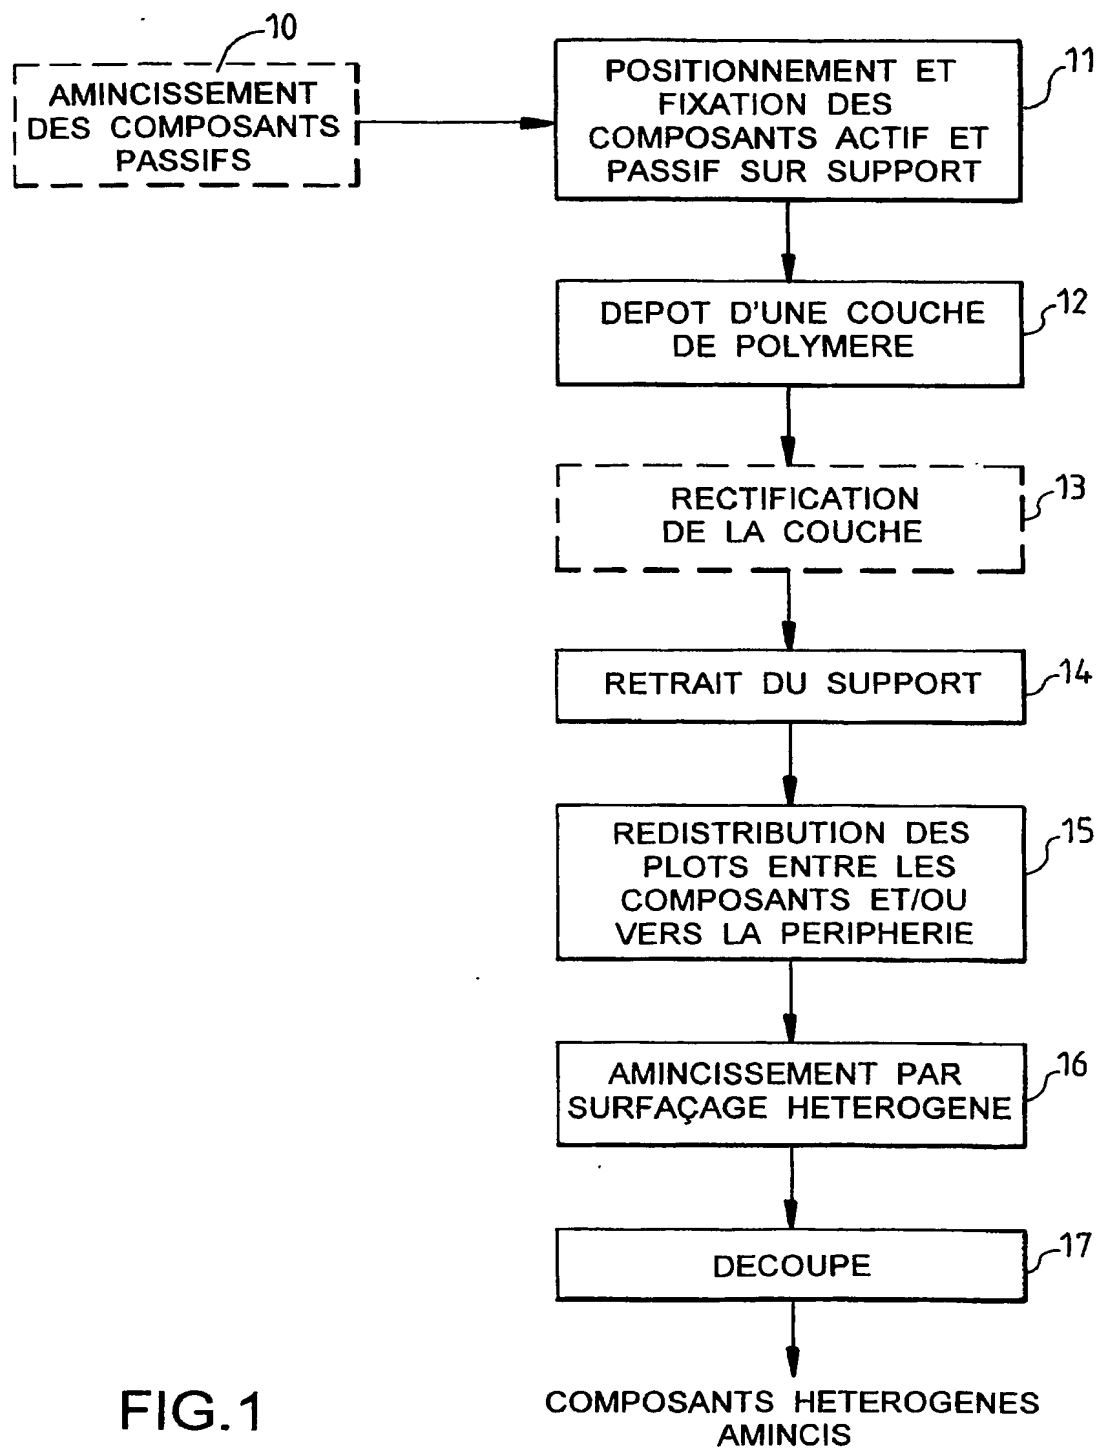 10
AMINCISSEMENT
DES COMPOSANTS
PASSIFS
POSITIONNEMENT ET
FIXATION DES
COMPOSANTS ACTIF ET
PASSIF SUR SUPPORT
11
DEPOT D'UNE COUCHE
DE POLYMERE
12
RECTIFICATION
DE LA COUCHE
13
RETRAIT DU SUPPORT
14
REDISTRIBUTION DES
PLOTS ENTRE LES
COMPOSANTS ET/OU
VERS LA PERIPHERIE
15
AMINCISSEMENT PAR
SURFAÇAGE HETEROGENE
16
DECOUPE
17
COMPOSANTS HETEROGENES
AMINCIS
FIG.1